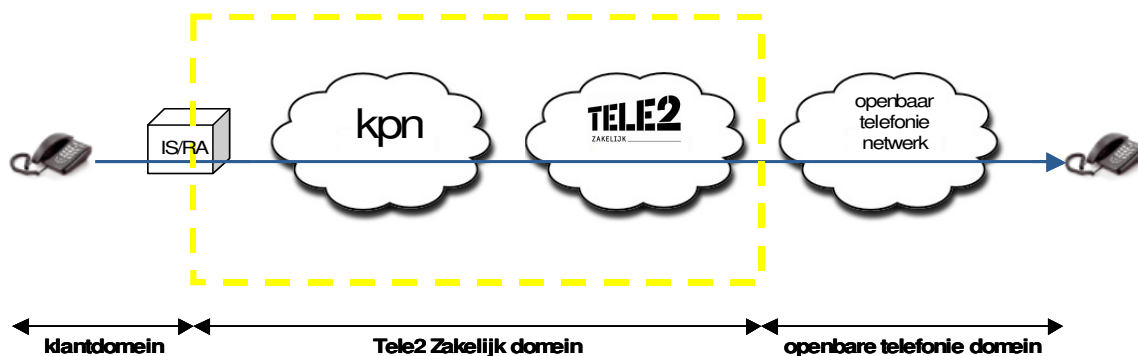 IS/RA
kpn
TELE2
ZAKELIJK
openbaar
telefonie
netwerk
klantdomein
Tele2 Zakelijk domein
openbare telefonie domein